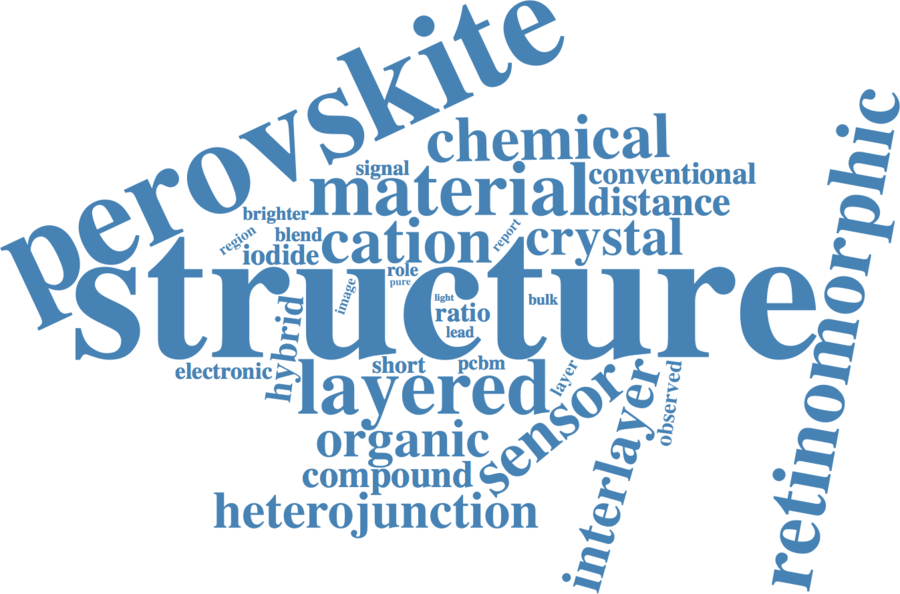 perovskite
chemical
signal
material
conventional
distance
brighter
region
blend
iodide
cation
report
crystal
retinomorphic
role
pure
structure
image
light
ratio
bulk
lead
hybrid
electronic
short
pcbm
layer
observed
layered
sensor
interlayer
organic
compound
heterojunction